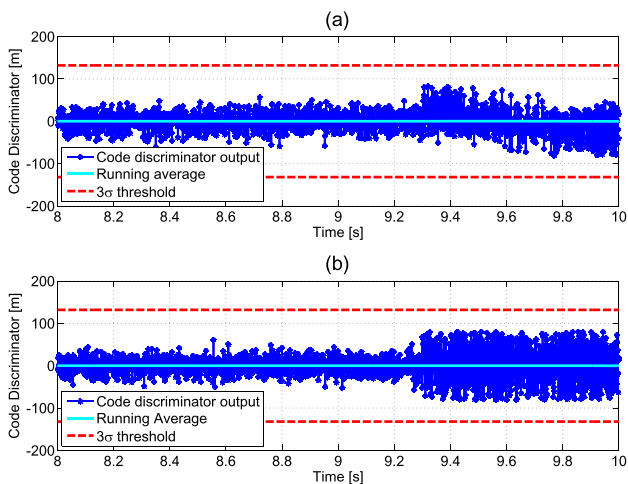 (a)
Code Discriminator [m]
200
100
0
-100
-200
Code discriminator output
Running average
3σ threshold
8 8.2 8.4 8.6 8.8 9 9.2 9.4 9.6 9.8 10
Time [s]
(b)
Code Discriminator [m]
200
100
0
-100
-200
Code discriminator output
Running Average
3σ threshold
8 8.2 8.4 8.6 8.8 9 9.2 9.4 9.6 9.8 10
Time [s]